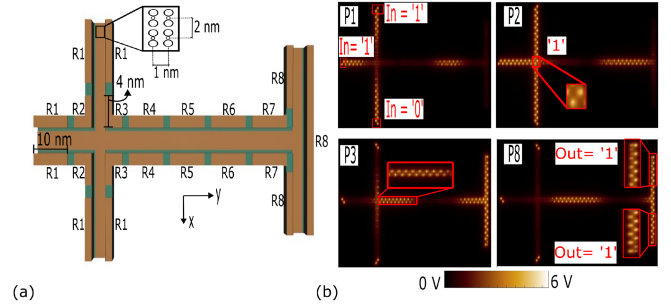 2 nm
1 nm
4 nm
R1
R1
R8
R1
R2
R3
R4
R5
R6
R7
R8
10 nm
y
x
R1
R2
R3
R4
R5
R6
R7
R8
R1
R1
(a)
P1
In = '1'
In= '1'
In = '0'
P2
'1'
P3
P8
Out= '1'
Out= '1'
0 V
6 V
(b)